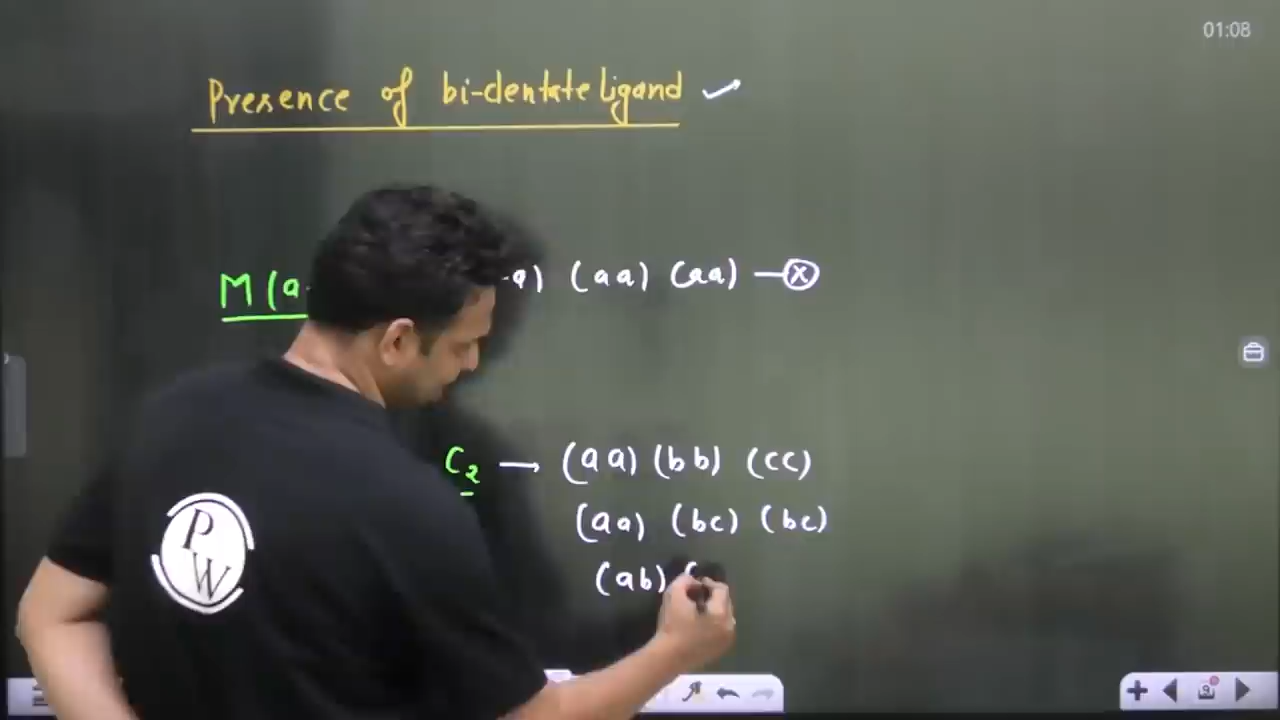 01:08
Presence of bi-dentate Ligand
M(a a) (aa) (aa) — X
C2 → (aa) (bb) (cc)
(aa) (bc) (bc)
(ab) (
PW